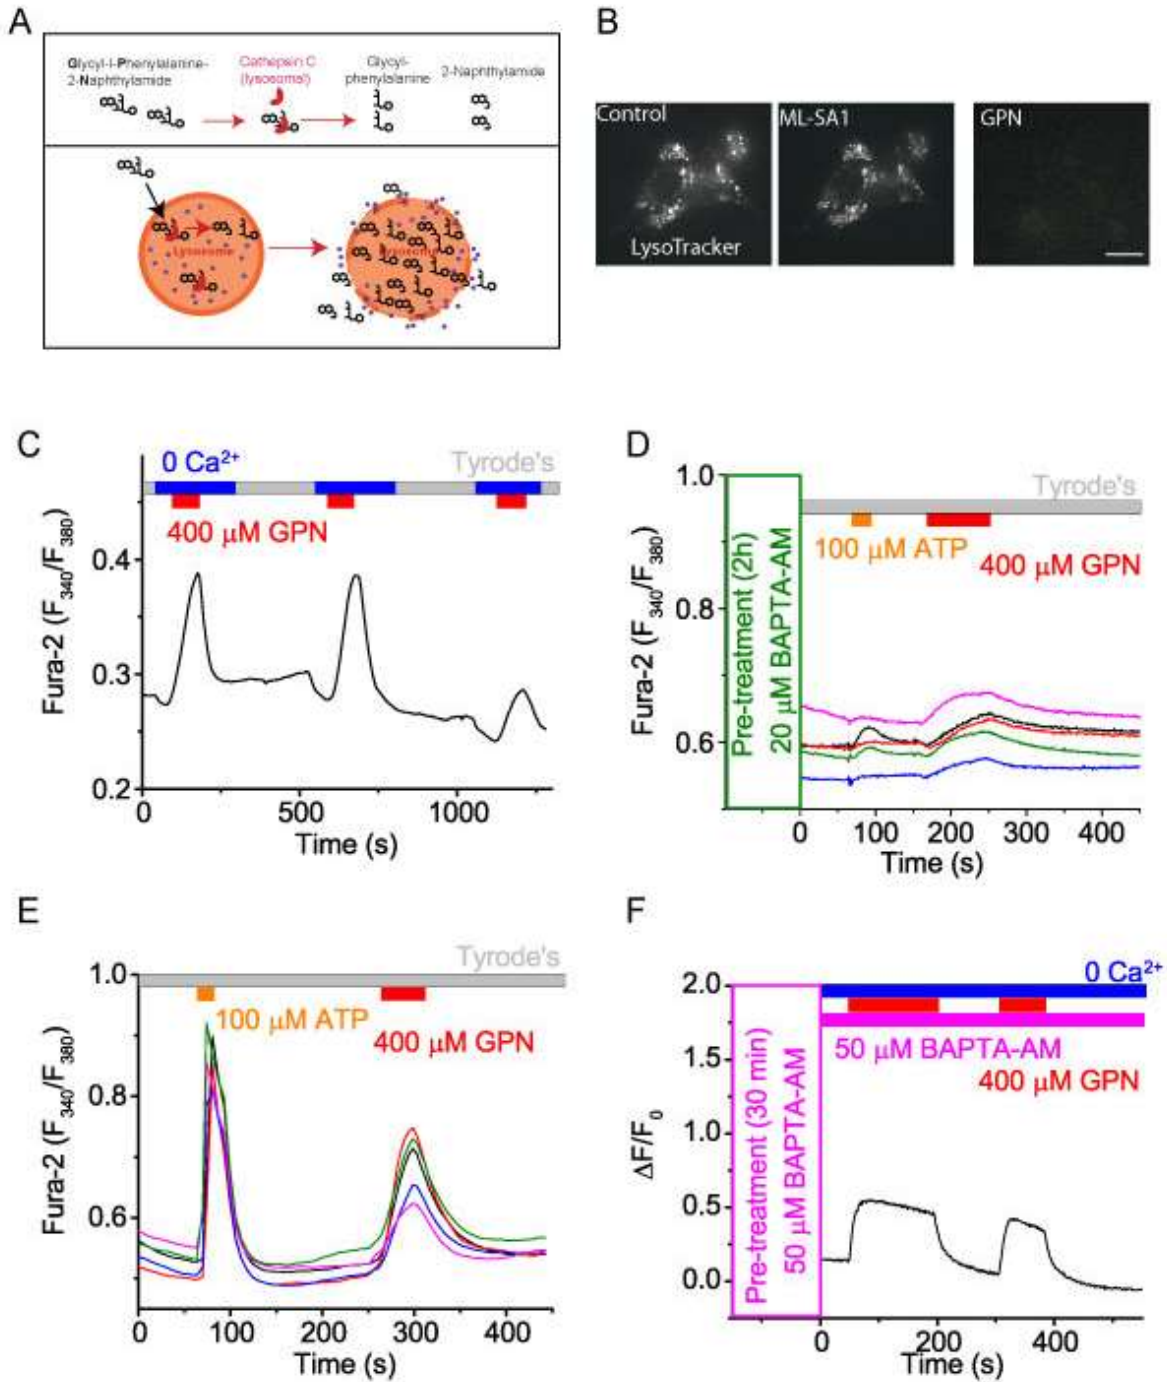 A
Glycyl-l-Phenylalanine-
2-Naphthylamide
Cathepsin C
(lysosomal)
Glycyl-
phenylalanine
2-Naphthylamide
Lysosome
B
Control
LysoTracker
ML-SA1
GPN
C
0 Ca²⁺
Tyrode's
400 μM GPN
Fura-2 (F₃₄₀/F₃₈₀)
0.4
0.3
0.2
0
500
1000
Time (s)
D
Pre-treatment (2h)
20 μM BAPTA-AM
Tyrode's
100 μM ATP
400 μM GPN
Fura-2 (F₃₄₀/F₃₈₀)
1.0
0.8
0.6
0
100
200
300
400
Time (s)
E
Tyrode's
100 μM ATP
400 μM GPN
Fura-2 (F₃₄₀/F₃₈₀)
1.0
0.8
0.6
0
100
200
300
400
Time (s)
F
Pre-treatment (30 min)
50 μM BAPTA-AM
0 Ca²⁺
50 μM BAPTA-AM
400 μM GPN
ΔF/F₀
2.0
1.5
1.0
0.5
0.0
0
200
400
Time (s)